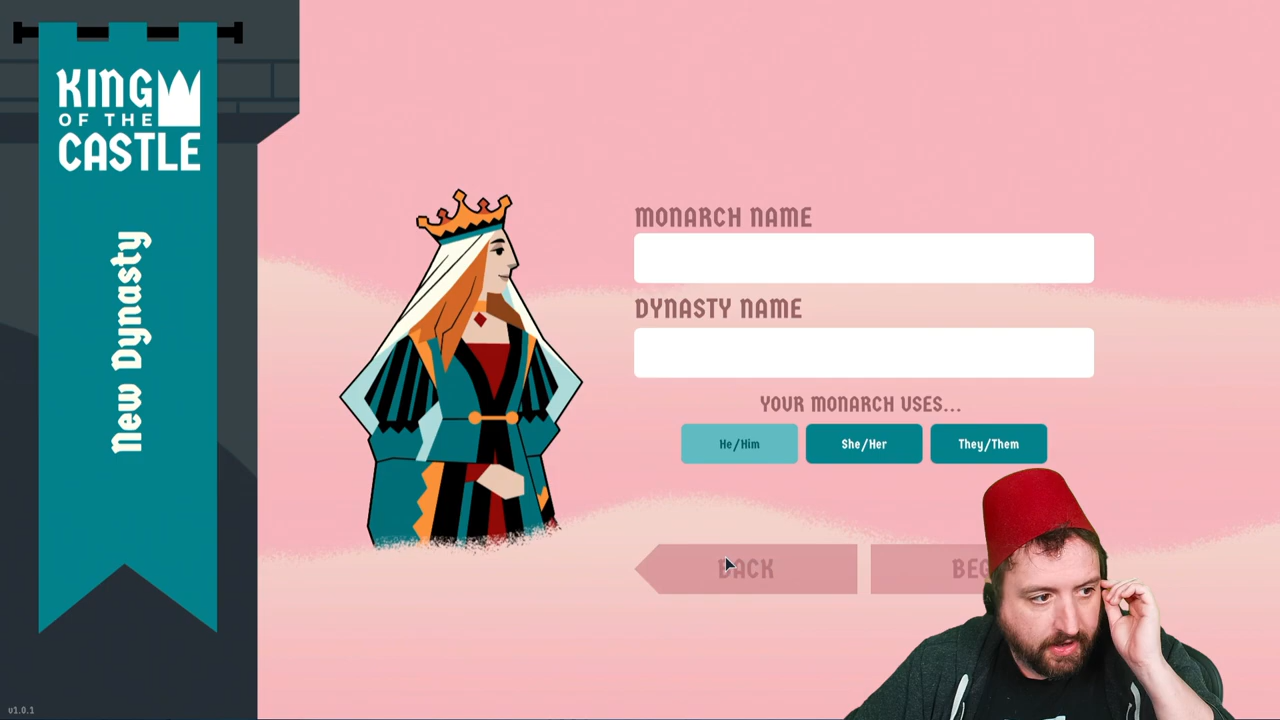 KING
OF THE
CASTLE
New Dynasty
MONARCH NAME
DYNASTY NAME
YOUR MONARCH USES...
He/Him
She/Her
They/Them
BACK
v1.0.1